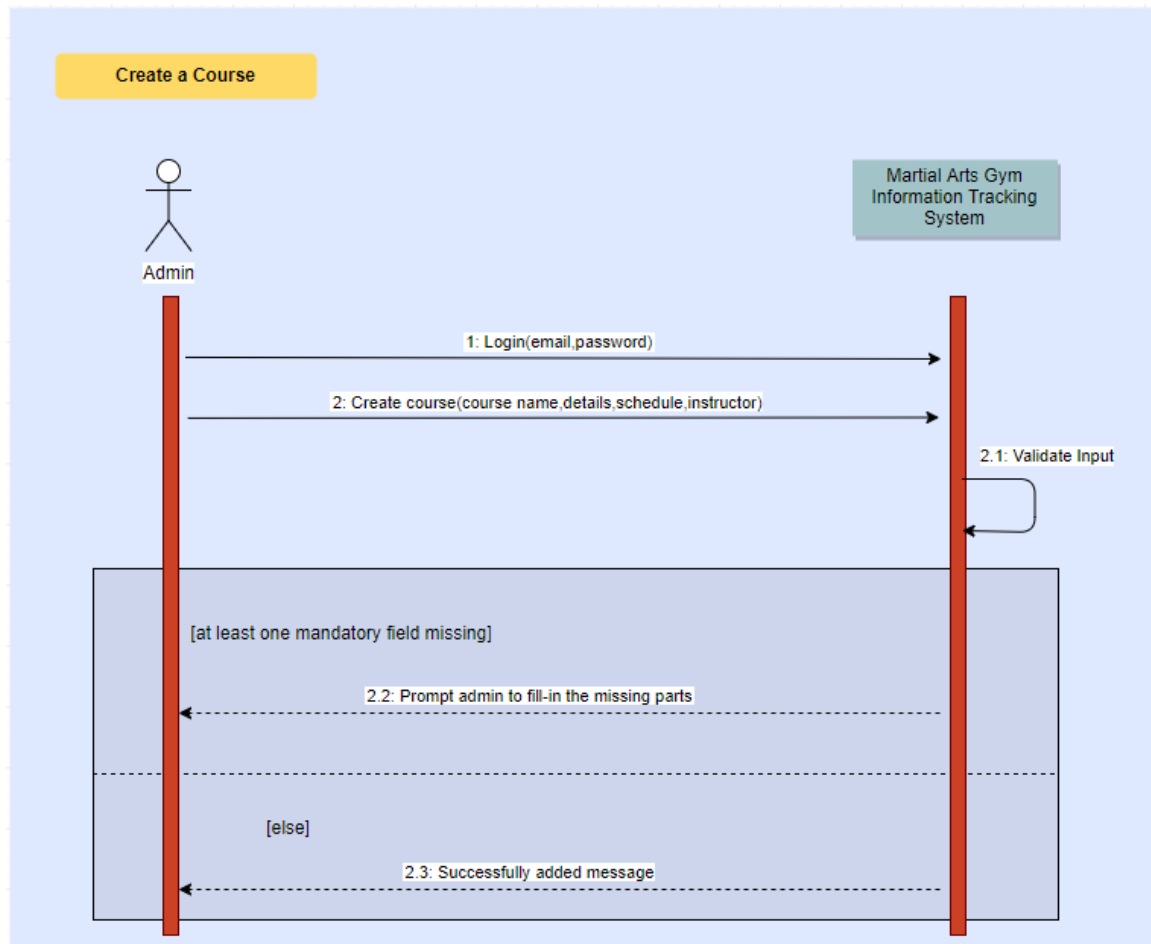 Create a Course
Martial Arts Gym
Information Tracking
System
Admin
1: Login(email,password)
2: Create course(course name,details,schedule,instructor)
2.1: Validate Input
[at least one mandatory field missing]
2.2: Prompt admin to fill-in the missing parts
[else]
2.3: Successfully added message